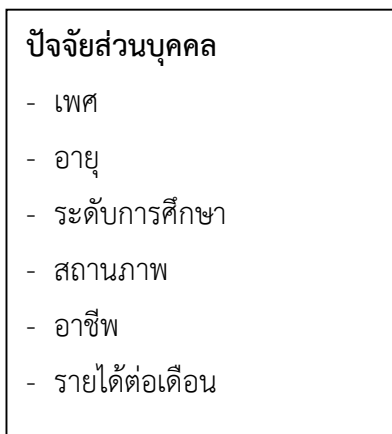 ปัจจัยส่วนบุคคล
- เพศ
- อายุ
- ระดับการศึกษา
- สถานภาพ
- อาชีพ
- รายได้ต่อเดือน